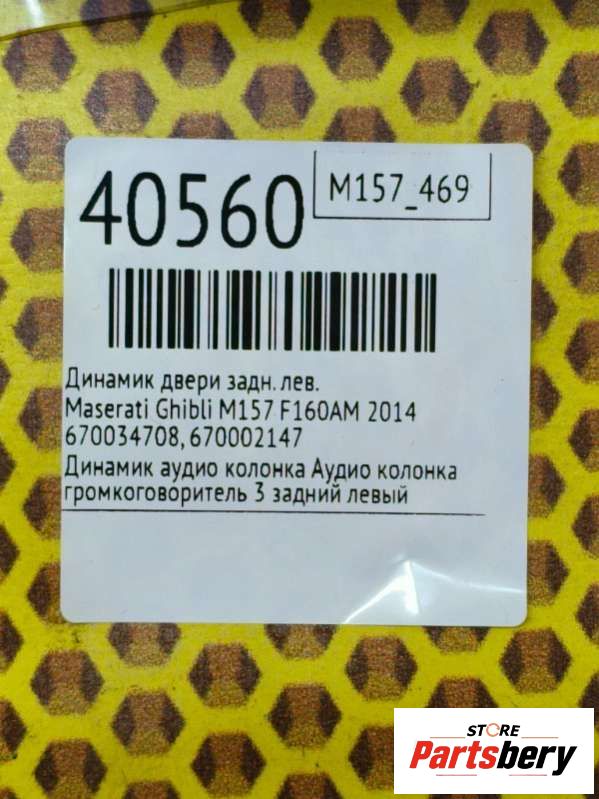 40560
M157_469
Динамик двери задн. лев.
Maserati Ghibli M157 F160AM 2014
670034708, 670002147
Динамик аудио колонка Аудио колонка
громкоговоритель 3 задний левый
STORE
Partsbery